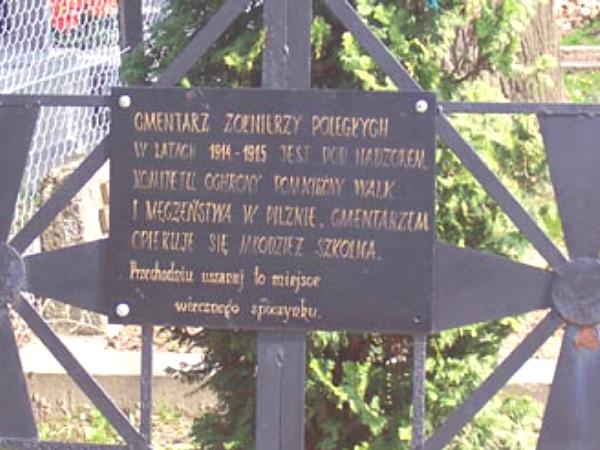 CMENTARZ ŻOŁNIERZY POLEGŁYCH
W LATACH 1914-1915 JEST POD NADZOREM
KOMITETU OCHRONY POMNIKÓW WALK
I MĘCZEŃSTWA W PILZNIE. CMENTARZEM
OPIEKUJE SIĘ MŁODZIEŻ SZKOLNA.
Przechodniu uszanuj to miejsce
wiecznego spoczynku.